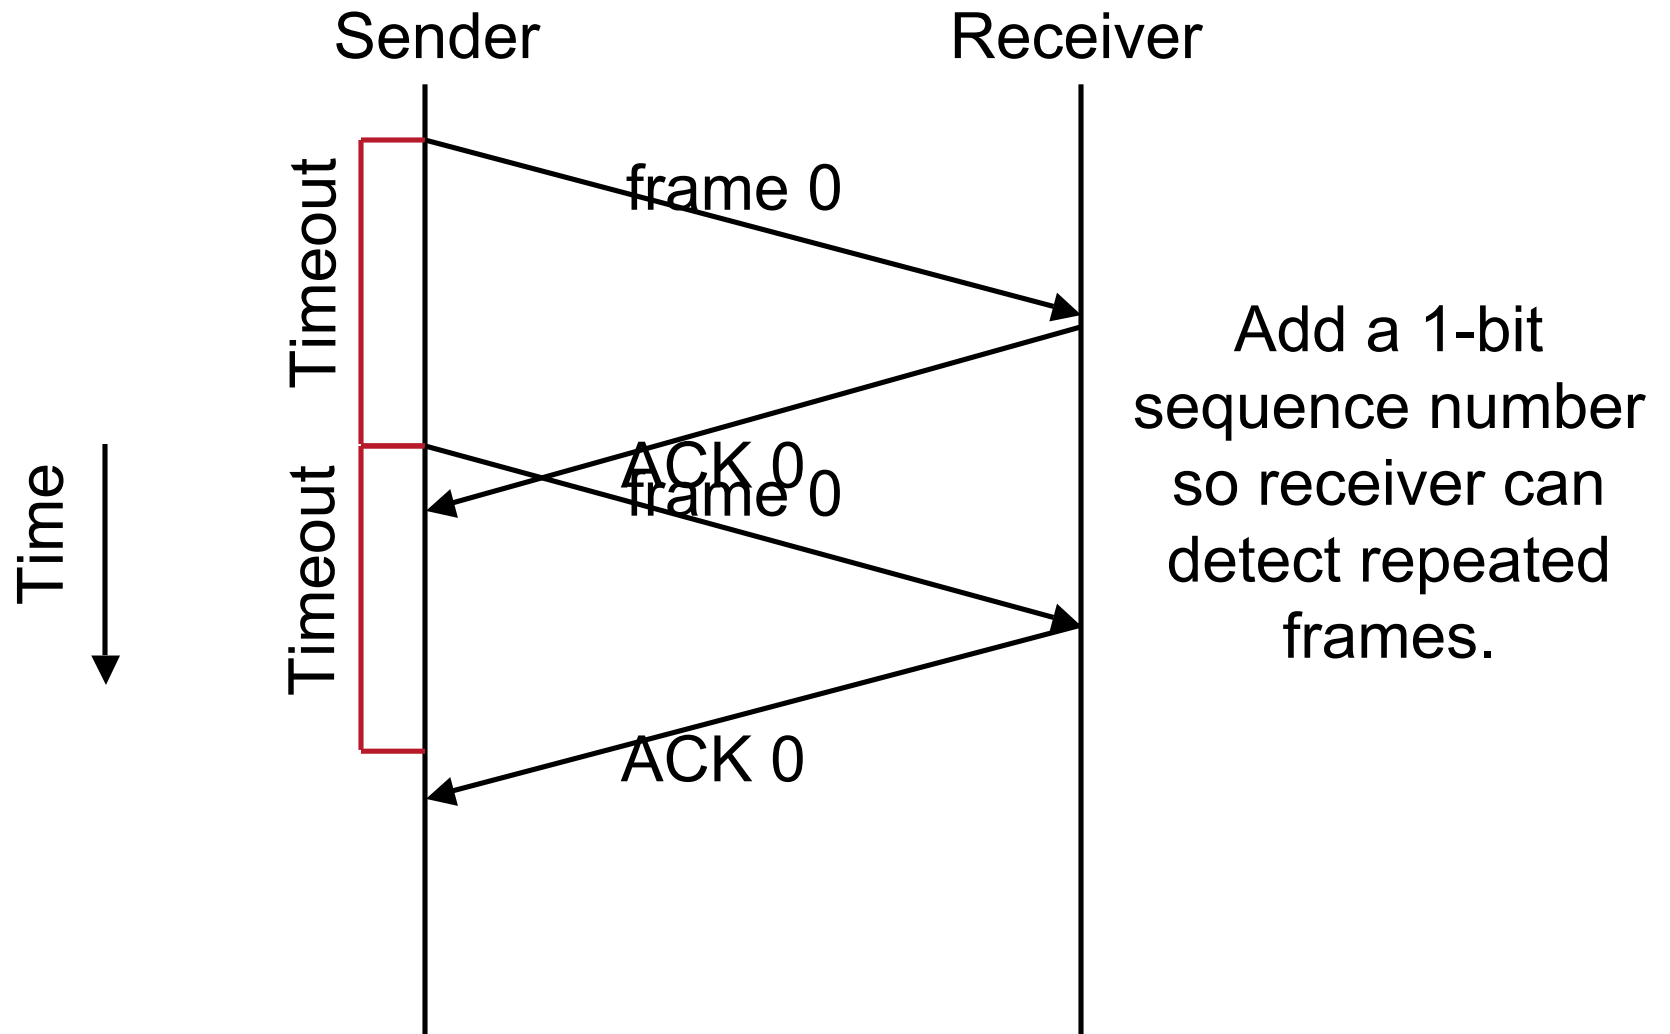 Sender
Receiver
Timeout
frame 0
Add a 1-bit
sequence number
so receiver can
detect repeated
frames.
ACK 0
frame 0
Time
Timeout
ACK 0